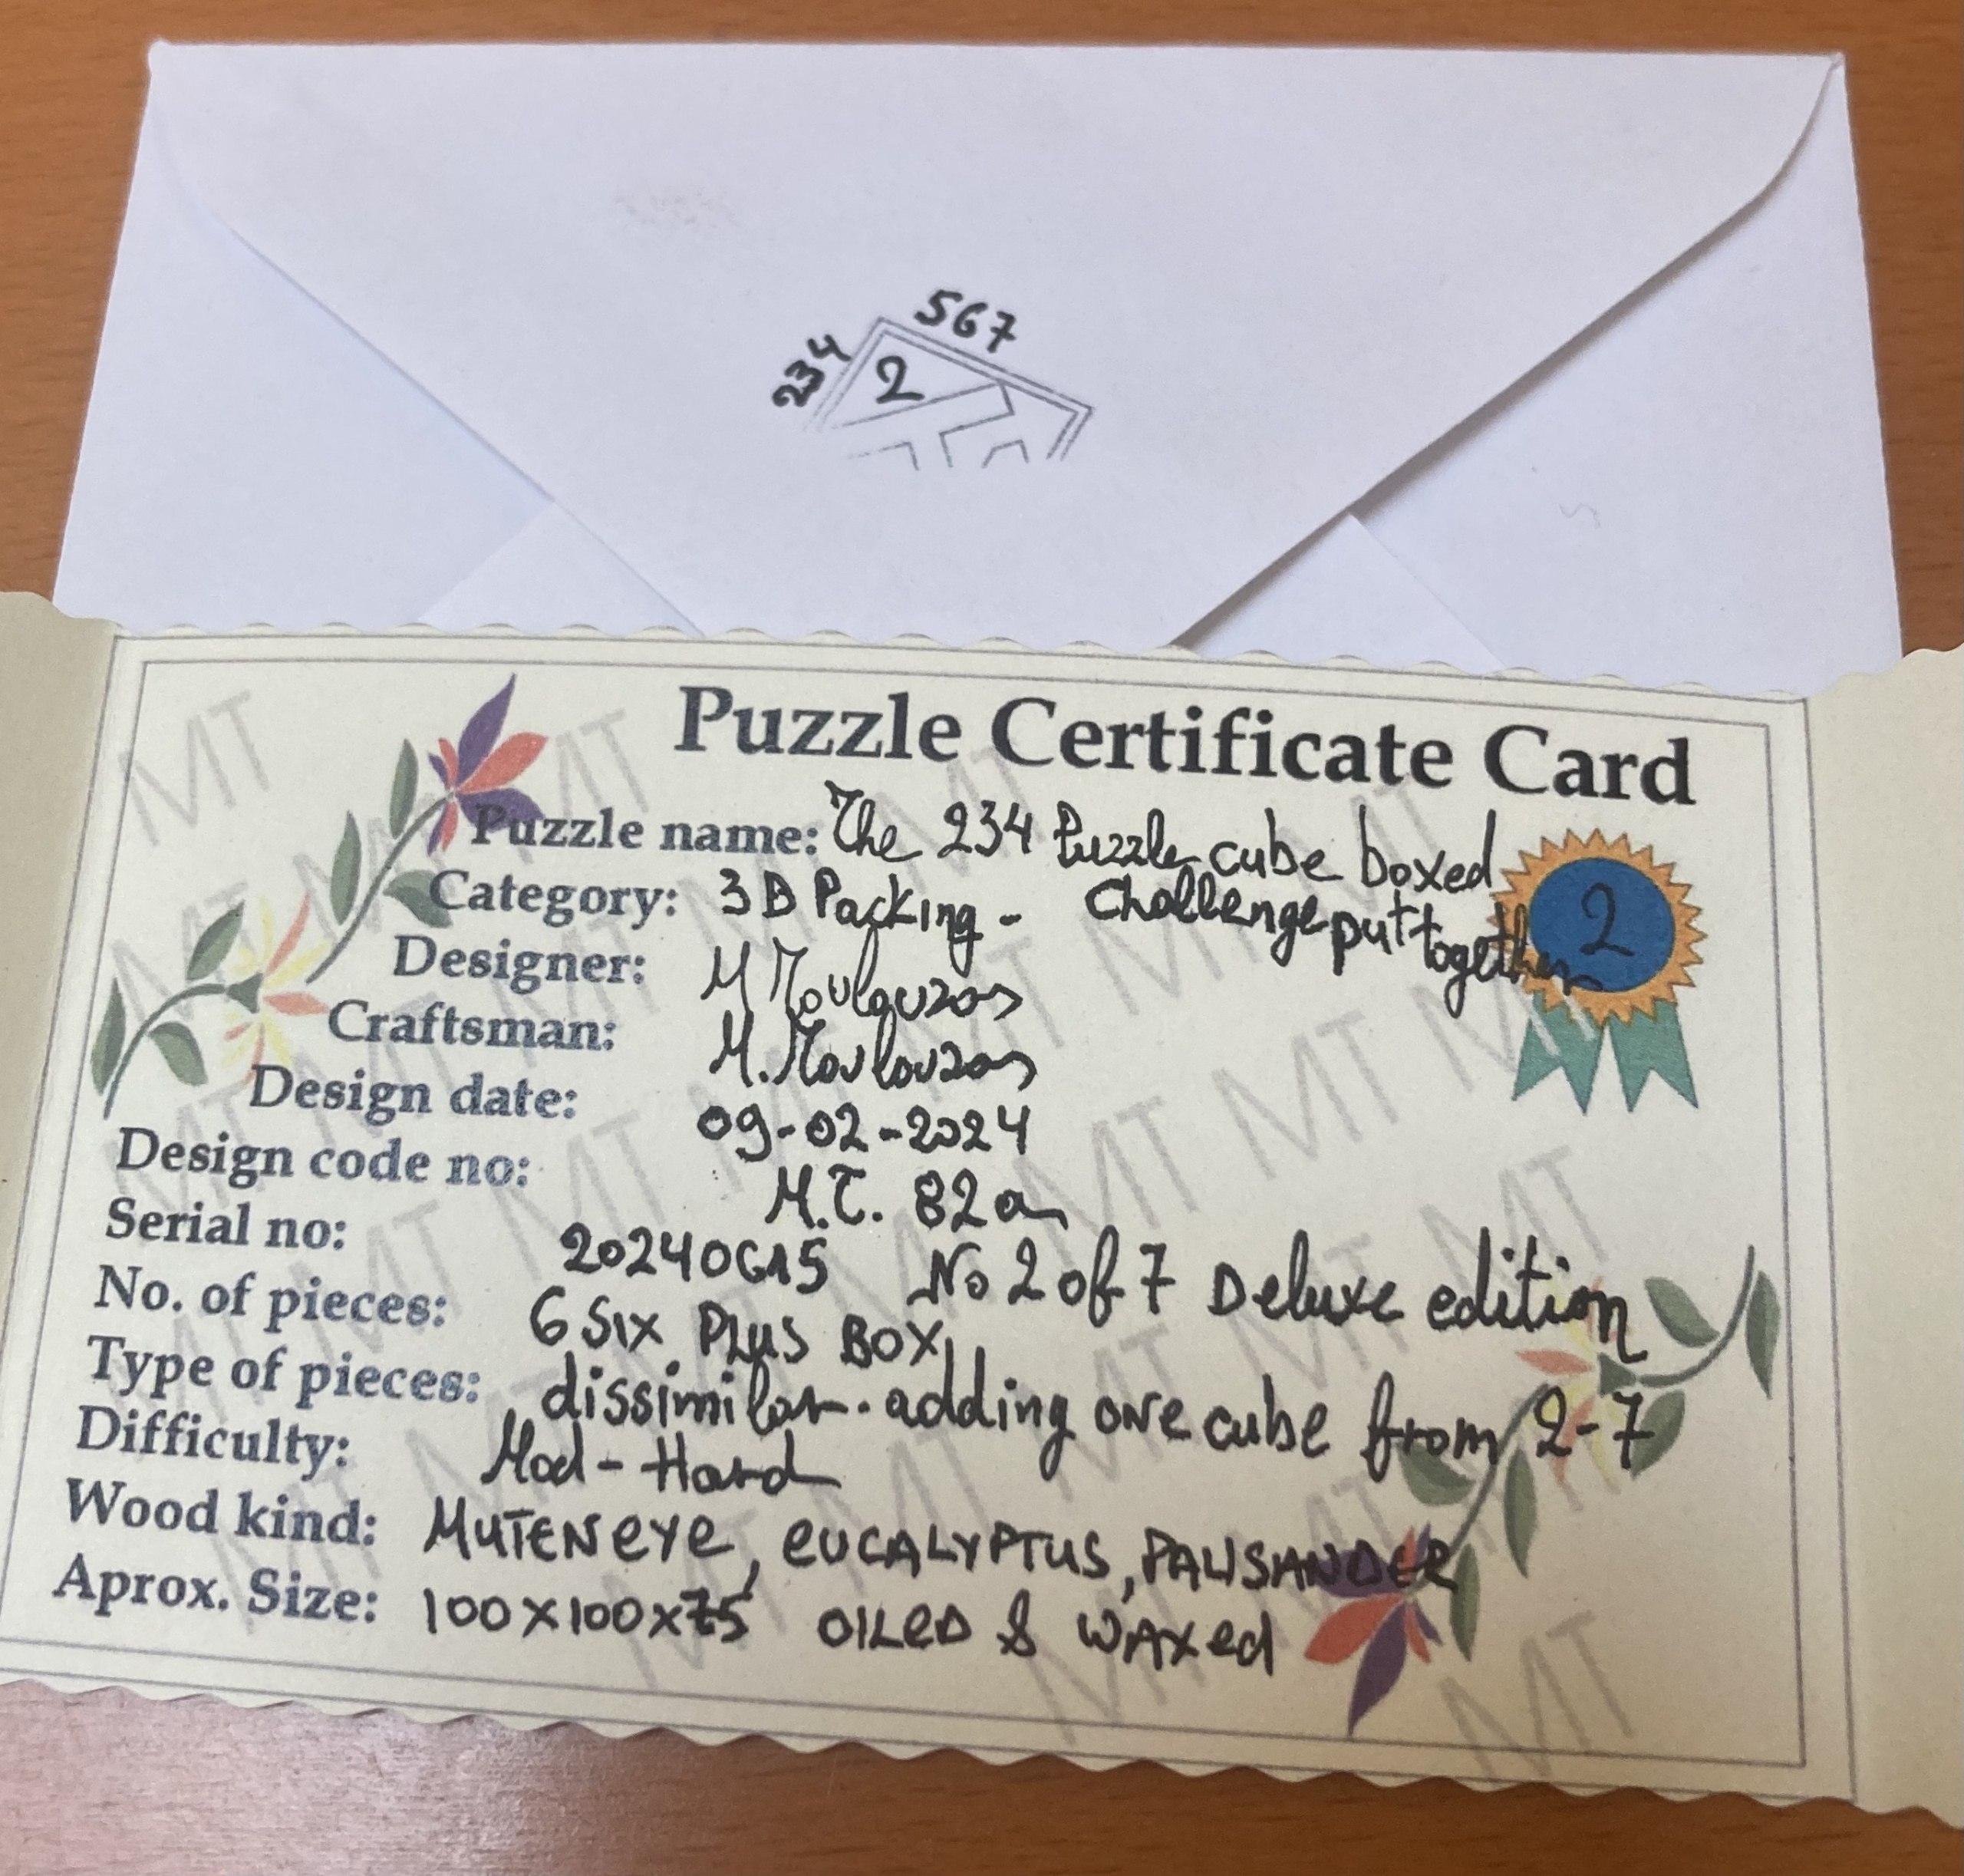 567
234
2
Puzzle Certificate Card
Puzzle name: The 234 Puzzle cube boxed
Category: 3D Packing - Challenge put together
2
Designer: M
Craftsman: M.
Design date: 09-02-2024
Design code no: M.T. 82a
Serial no: 20240615 No 2 of 7 Deluxe edition
No. of pieces: 6 SIX PLUS BOX
Type of pieces: dissimilar. adding one cube from 2-7
Difficulty: Mod-Hard
Wood kind: MUTENEYE, EUCALYPTUS, PALISANDER
Aprox. Size: 100x100x75 OILED & WAXED
MT